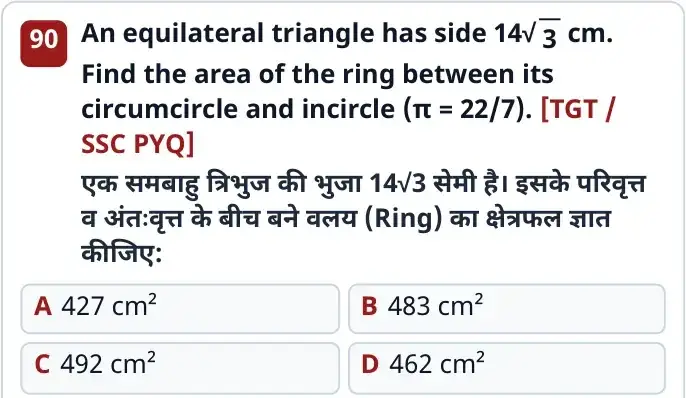 90 An equilateral triangle has side 14√3 cm.
Find the area of the ring between its
circumcircle and incircle (π = 22/7). [TGT /
SSC PYQ]
एक समबाहु त्रिभुज की भुजा 14√3 सेमी है। इसके परिवृत्त
व अंतःवृत्त के बीच बने वलय (Ring) का क्षेत्रफल ज्ञात
कीजिए:
A 427 cm² B 483 cm²
C 492 cm² D 462 cm²